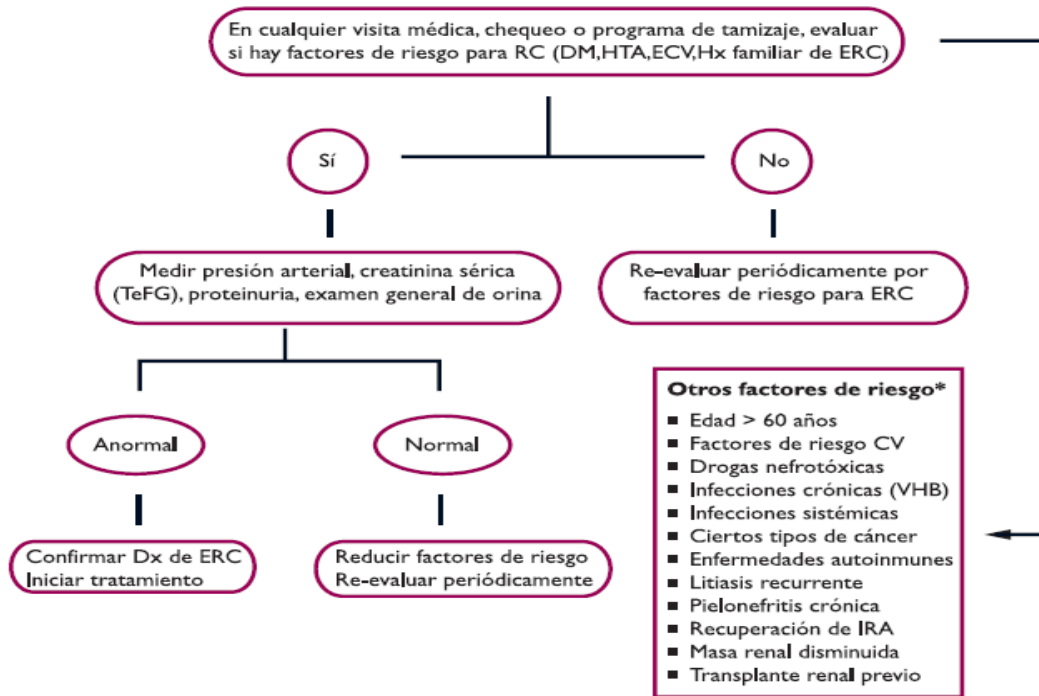 En cualquier visita médica, chequeo o programa de tamizaje, evaluar
si hay factores de riesgo para RC (DM,HTA,ECV,Hx familiar de ERC)
Sí
No
Medir presión arterial, creatinina sérica
(TeFG), proteinuria, examen general de orina
Re-evaluar periódicamente por
factores de riesgo para ERC
Anormal
Normal
Confirmar Dx de ERC
Iniciar tratamiento
Reducir factores de riesgo
Re-evaluar periódicamente
Otros factores de riesgo*
▪ Edad > 60 años
▪ Factores de riesgo CV
▪ Drogas nefrotóxicas
▪ Infecciones crónicas (VHB)
▪ Infecciones sistémicas
▪ Ciertos tipos de cáncer
▪ Enfermedades autoinmunes
▪ Litiasis recurrente
▪ Pielonefritis crónica
▪ Recuperación de IRA
▪ Masa renal disminuida
▪ Transplante renal previo